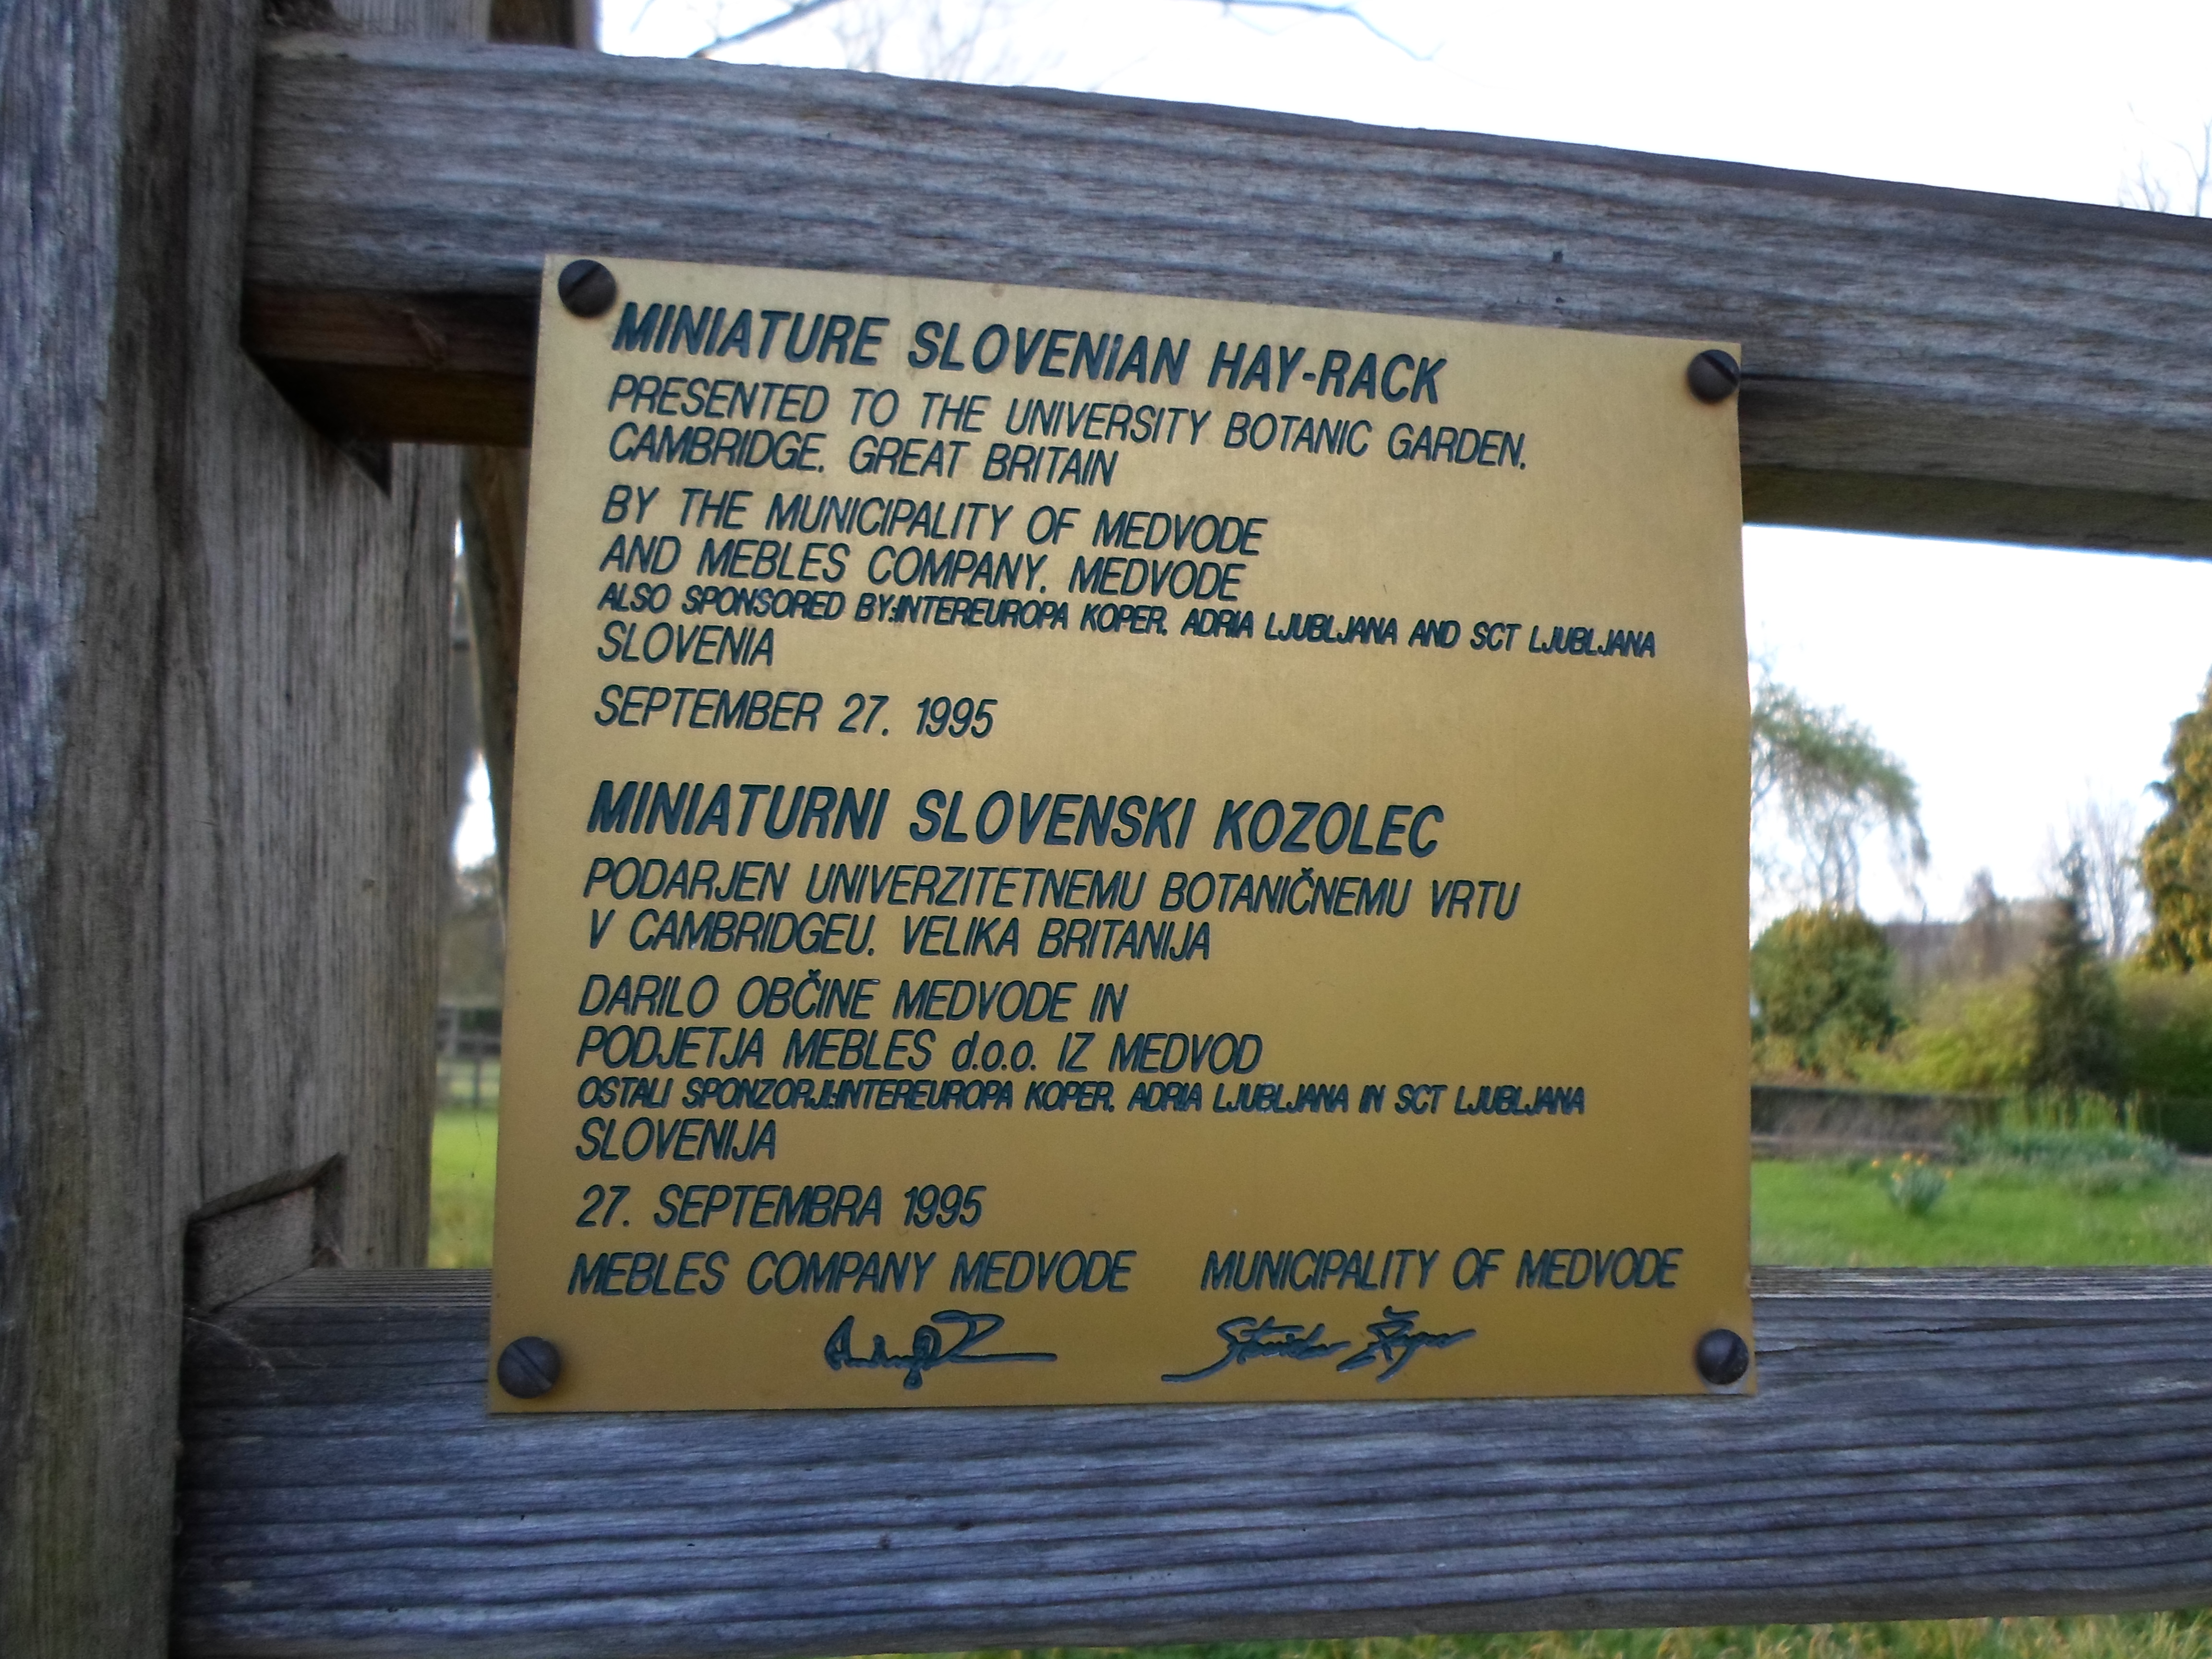 MINIATURE SLOVENIAN HAY-RACK
PRESENTED TO THE UNIVERSITY BOTANIC GARDEN,
CAMBRIDGE, GREAT BRITAIN
BY THE MUNICIPALITY OF MEDVODE
AND MEBLES COMPANY, MEDVODE
ALSO SPONSORED BY:INTEREUROPA KOPER, ADRIA LJUBLJANA AND SCT LJUBLJANA
SLOVENIA
SEPTEMBER 27, 1995
MINIATURNI SLOVENSKI KOZOLEC
PODARJEN UNIVERZITETNEMU BOTANIČNEMU VRTU
V CAMBRIDGEU, VELIKA BRITANIJA
DARILO OBČINE MEDVODE IN
PODJETJA MEBLES d.o.o. IZ MEDVOD
OSTALI SPONZORJI:INTEREUROPA KOPER, ADRIA LJUBLJANA IN SCT LJUBLJANA
SLOVENIJA
27. SEPTEMBRA 1995
MEBLES COMPANY MEDVODE MUNICIPALITY OF MEDVODE